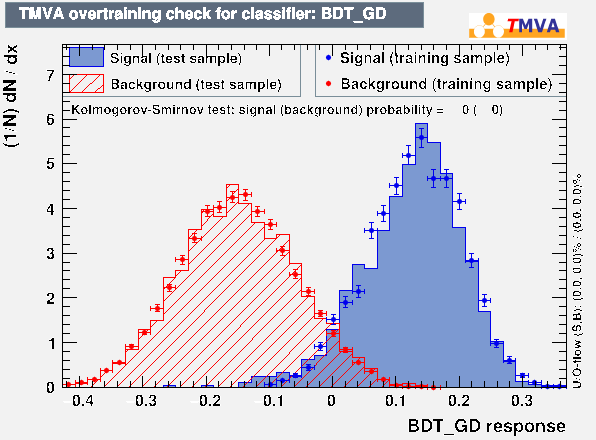 TMVA overtraining check for classifier: BDT_GD
TMVA
Signal (test sample)
Background (test sample)
Signal (training sample)
Background (training sample)
Kolmogorov-Smirnov test: signal (background) probability = 0 ( 0)
(1/N) dN / dx
7
6
5
4
3
2
1
0
-0.4 -0.3 -0.2 -0.1 0 0.1 0.2 0.3
BDT_GD response
U/O-flow (S,B): (0.0, 0.0)% / (0.0, 0.0)%